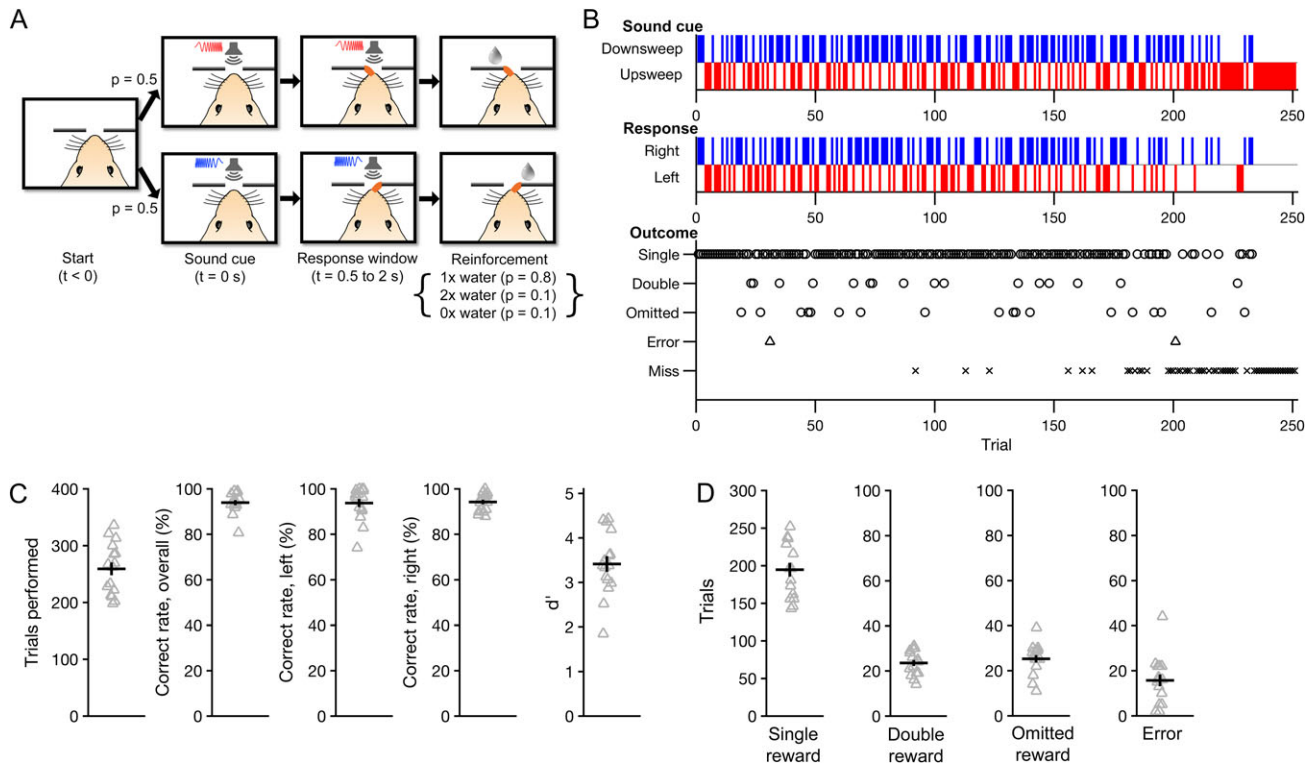 A
p = 0.5
p = 0.5
Start
(t < 0)
Sound cue
(t = 0 s)
Response window
(t = 0.5 to 2 s)
Reinforcement
1x water (p = 0.8)
2x water (p = 0.1)
0x water (p = 0.1)
B
Sound cue
Downsweep
Upsweep
0 50 100 150 200 250
Response
Right
Left
0 50 100 150 200 250
Outcome
Single
Double
Omitted
Error
Miss
0 50 100 150 200 250
Trial
C
Trials performed
400
300
200
100
0
Correct rate, overall (%)
100
80
60
40
20
0
Correct rate, left (%)
100
80
60
40
20
0
Correct rate, right (%)
100
80
60
40
20
0
d'
5
4
3
2
1
0
D
Trials
300
250
200
150
100
50
0
Single
reward
100
80
60
40
20
0
Double
reward
100
80
60
40
20
0
Omitted
reward
100
80
60
40
20
0
Error